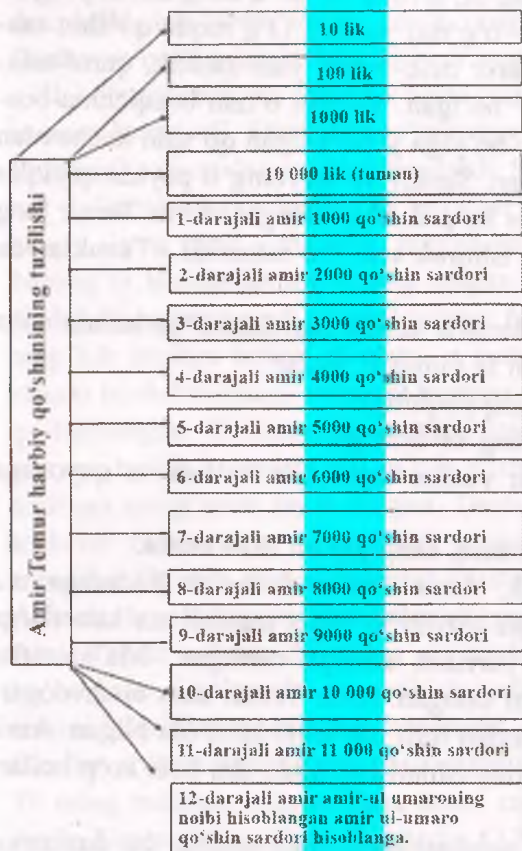 Amir Temur harbiy qo'shinining tuzilishi
10 lik
100 lik
1000 lik
10 000 lik (tuman)
1-darajali amir 1000 qo'shin sardori
2-darajali amir 2000 qo'shin sardori
3-darajali amir 3000 qo'shin sardori
4-darajali amir 4000 qo'shin sardori
5-darajali amir 5000 qo'shin sardori
6-darajali amir 6000 qo'shin sardori
7-darajali amir 7000 qo'shin sardori
8-darajali amir 8000 qo'shin sardori
9-darajali amir 9000 qo'shin sardori
10-darajali amir 10 000 qo'shin sardori
11-darajali amir 11 000 qo'shin sardori
12-darajali amir amir-ul umaroning
noibi hisoblangan amir ul-umaro
qo'shin sardori hisoblanga.